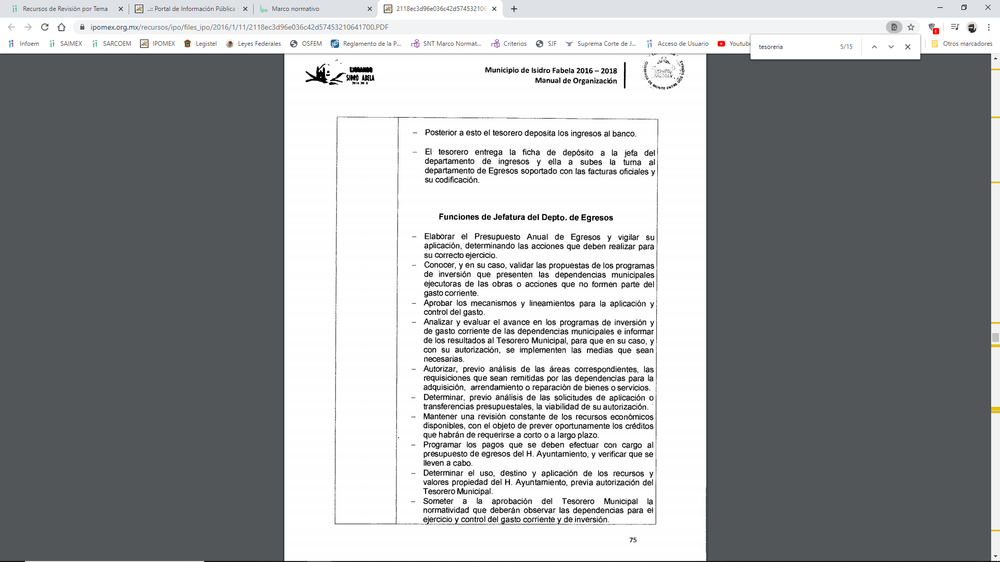 Recursos de Revisión por Tema
..:: Portal de Información Pública
Marco normativo
2118ec3d96e036c42d574532106
ipomex.org.mx/recursos/ipo/files_ipo/2016/1/11/2118ec3d96e036c42d57453210641700.PDF
Infoem
SAIMEX
SARCOEM
IPOMEX
Legistel
Leyes Federales
OSFEM
Reglamento de la P...
SNT Marco Normat...
Criterios
SJF
Suprema Corte de J...
Acceso de Usuario
Youtube
Otros marcadores
tesoreria
5/15
Municipio de Isidro Fabela 2016 – 2018
Manual de Organización
QUEBRADA DE MONTE ENTRE DOS SIERRAS
– Posterior a esto el tesorero deposita los ingresos al banco.
– El tesorero entrega la ficha de depósito a la jefa del
departamento de ingresos y ella a subes la turna al
departamento de Egresos soportado con las facturas oficiales y
su codificación.
Funciones de Jefatura del Depto. de Egresos
– Elaborar el Presupuesto Anual de Egresos y vigilar su
aplicación, determinando las acciones que deben realizar para
su correcto ejercicio.
– Conocer, y en su caso, validar las propuestas de los programas
de inversión que presenten las dependencias municipales
ejecutoras de las obras o acciones que no formen parte del
gasto corriente.
– Aprobar los mecanismos y lineamientos para la aplicación y
control del gasto.
– Analizar y evaluar el avance en los programas de inversión y
de gasto corriente de las dependencias municipales e informar
de los resultados al Tesorero Municipal, para que en su caso, y
con su autorización, se implementen las medias que sean
necesarias.
– Autorizar, previo análisis de las áreas correspondientes, las
requisiciones que sean remitidas por las dependencias para la
adquisición, arrendamiento o reparación de bienes o servicios.
– Determinar, previo análisis de las solicitudes de aplicación o
transferencias presupuestales, la viabilidad de su autorización.
– Mantener una revisión constante de los recursos económicos
disponibles, con el objeto de prever oportunamente los créditos
que habrán de requerirse a corto o a largo plazo.
– Programar los pagos que se deben efectuar con cargo al
presupuesto de egresos del H. Ayuntamiento, y verificar que se
lleven a cabo.
– Determinar el uso, destino y aplicación de los recursos y
valores propiedad del H. Ayuntamiento, previa autorización del
Tesorero Municipal.
– Someter a la aprobación del Tesorero Municipal la
normatividad que deberán observar las dependencias para el
ejercicio y control del gasto corriente y de inversión.
75